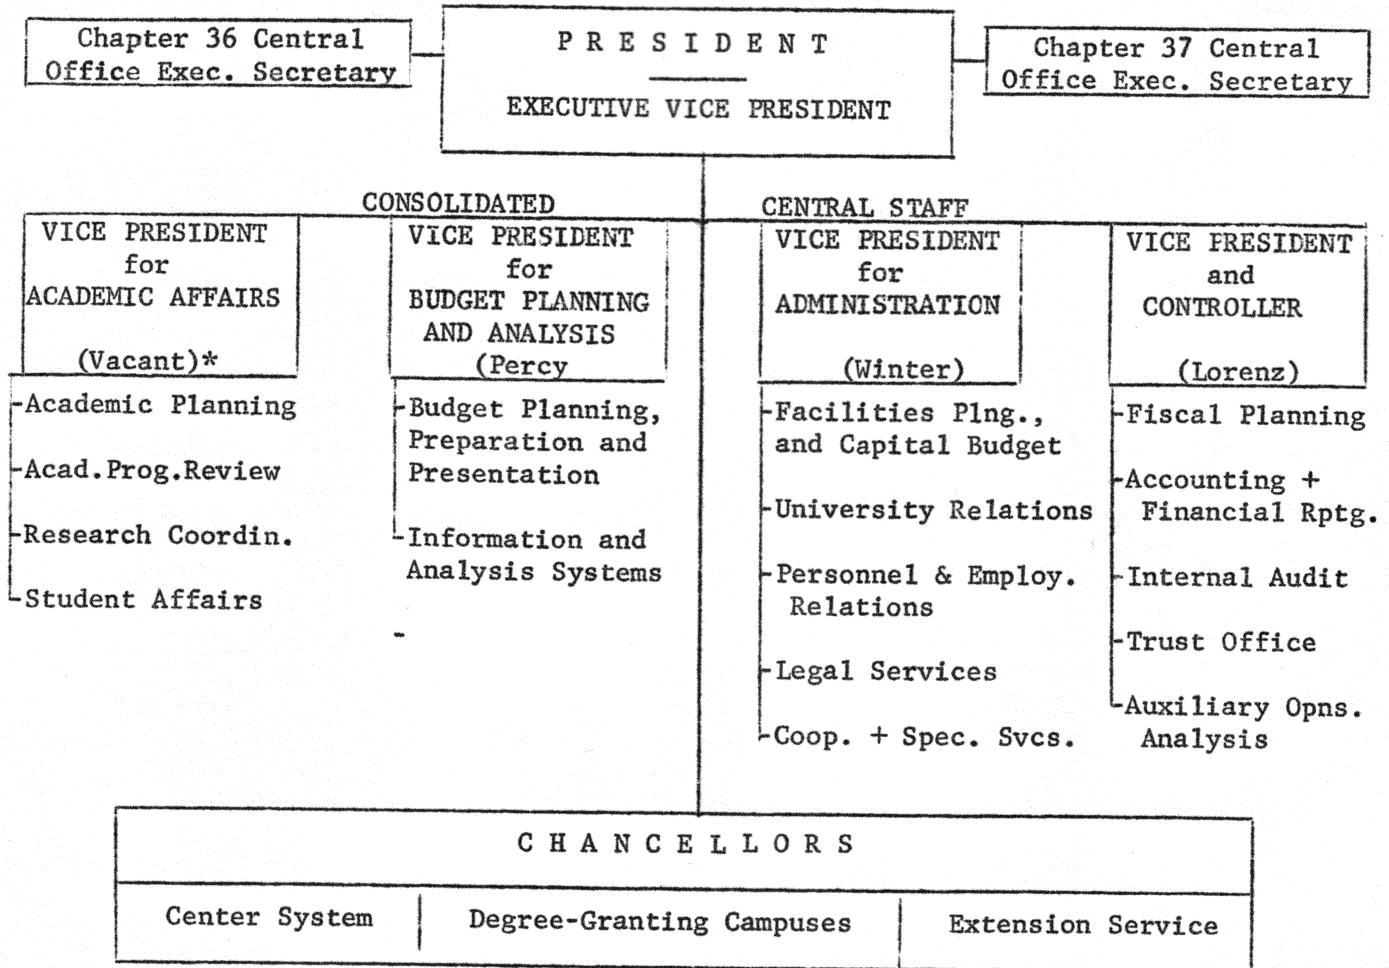 Chapter 36 Central
Office Exec. Secretary
P R E S I D E N T
EXECUTIVE VICE PRESIDENT
Chapter 37 Central
Office Exec. Secretary
CONSOLIDATED
CENTRAL STAFF
VICE PRESIDENT
for
ACADEMIC AFFAIRS
(Vacant)*
-Academic Planning
-Acad.Prog.Review
-Research Coordin.
-Student Affairs
VICE PRESIDENT
for
BUDGET PLANNING
AND ANALYSIS
(Percy
-Budget Planning,
Preparation and
Presentation
-Information and
Analysis Systems
-
VICE PRESIDENT
for
ADMINISTRATION
(Winter)
-Facilities Plng.,
and Capital Budget
-University Relations
-Personnel & Employ.
Relations
-Legal Services
-Coop. + Spec. Svcs.
VICE PRESIDENT
and
CONTROLLER
(Lorenz)
-Fiscal Planning
-Accounting +
Financial Rptg.
-Internal Audit
-Trust Office
-Auxiliary Opns.
Analysis
C H A N C E L L O R S
Center System
Degree-Granting Campuses
Extension Service